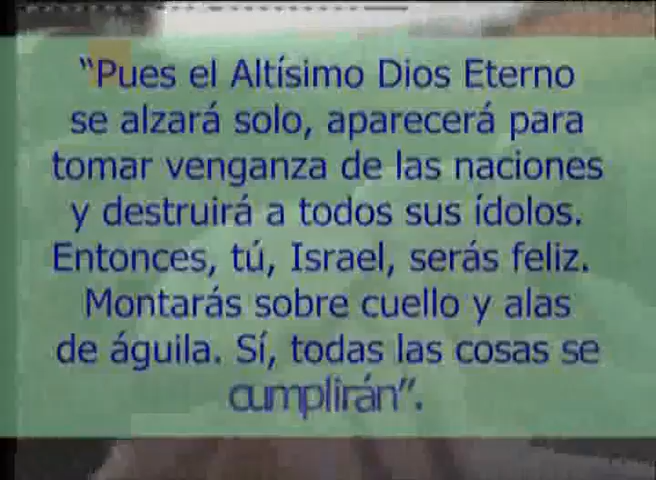 “Pues el Altísimo Dios Eterno
se alzará solo, aparecerá para
tomar venganza de las naciones
y destruirá a todos sus ídolos.
Entonces, tú, Israel, serás feliz.
Montarás sobre cuello y alas
de águila. Sí, todas las cosas se
cumplirán”.